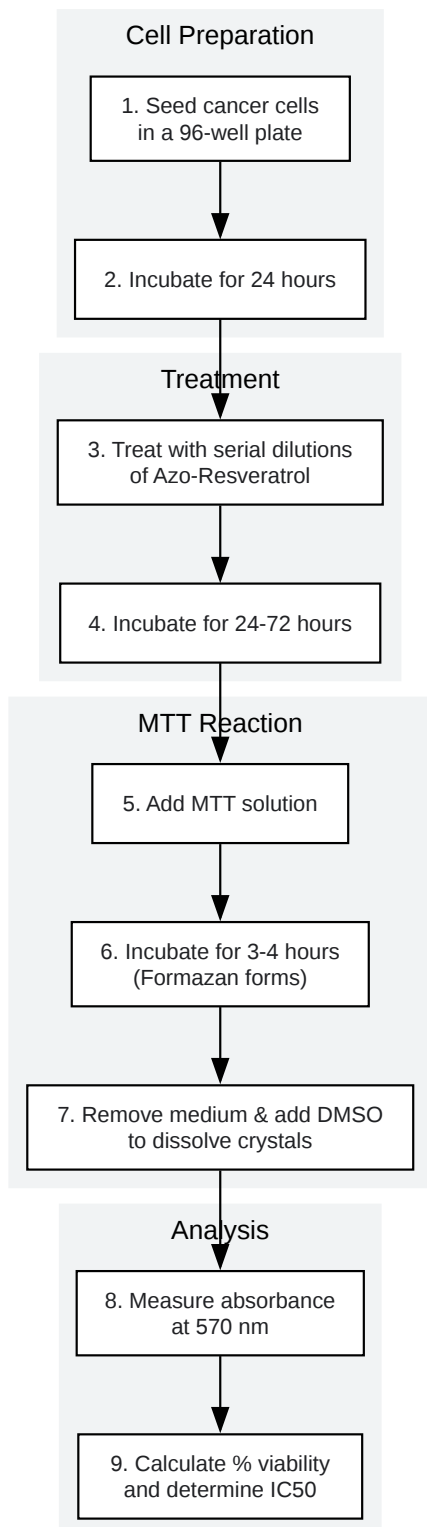 Cell Preparation
1. Seed cancer cells
in a 96-well plate
2. Incubate for 24 hours
Treatment
3. Treat with serial dilutions
of Azo-Resveratrol
4. Incubate for 24-72 hours
MTT Reaction
5. Add MTT solution
6. Incubate for 3-4 hours
(Formazan forms)
7. Remove medium & add DMSO
to dissolve crystals
Analysis
8. Measure absorbance
at 570 nm
9. Calculate % viability
and determine IC50